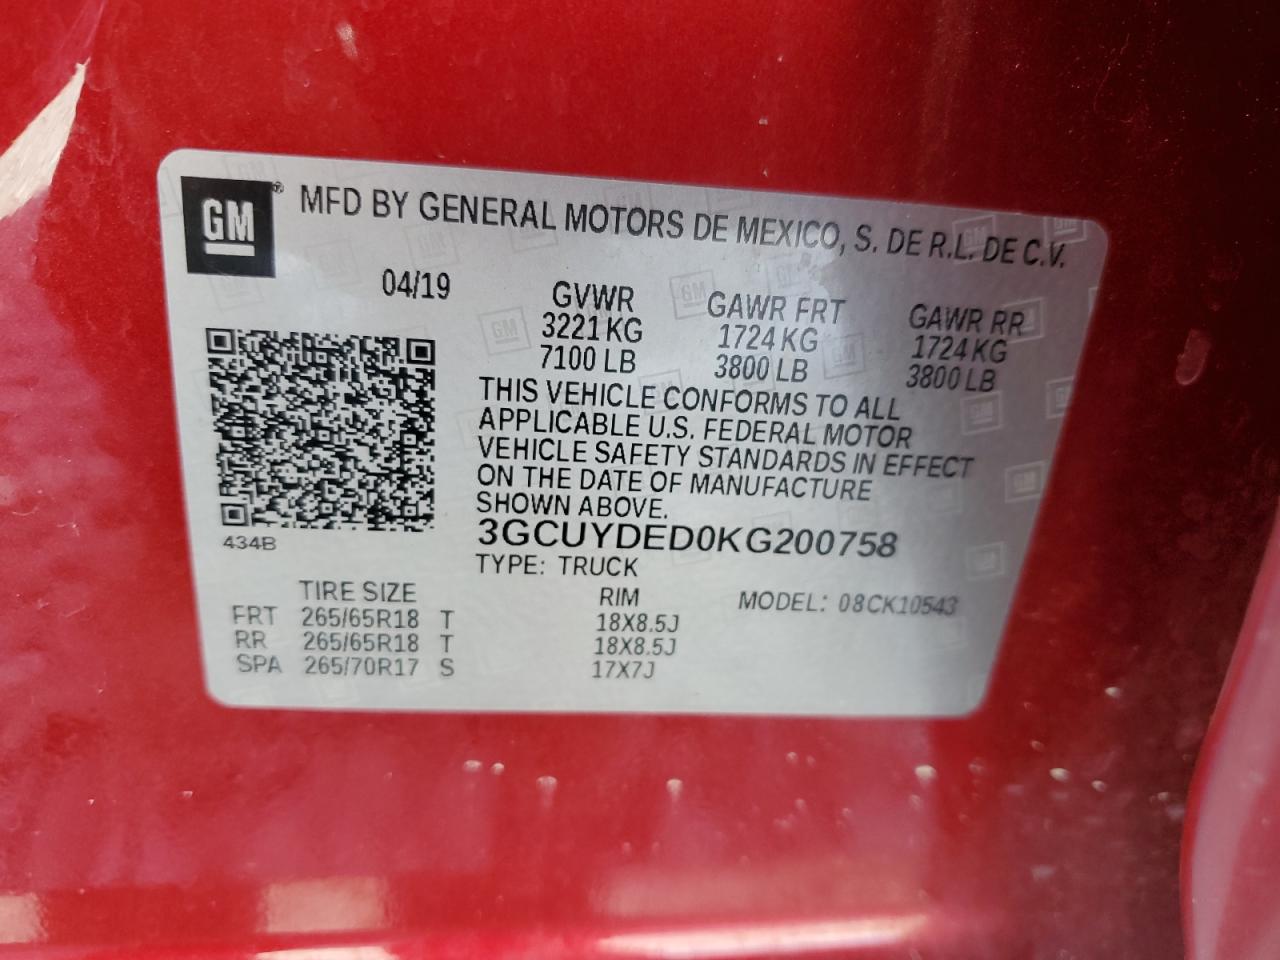 GM® MFD BY GENERAL MOTORS DE MEXICO, S. DE R.L. DE C.V.
04/19 GVWR GAWR FRT GAWR RR
3221 KG 1724 KG 1724 KG
7100 LB 3800 LB 3800 LB
THIS VEHICLE CONFORMS TO ALL
APPLICABLE U.S. FEDERAL MOTOR
VEHICLE SAFETY STANDARDS IN EFFECT
ON THE DATE OF MANUFACTURE
SHOWN ABOVE.
3GCUYDED0KG200758
434B
TYPE: TRUCK
TIRE SIZE RIM MODEL: 08CK10543
FRT 265/65R18 T 18X8.5J
RR 265/65R18 T 18X8.5J
SPA 265/70R17 S 17X7J